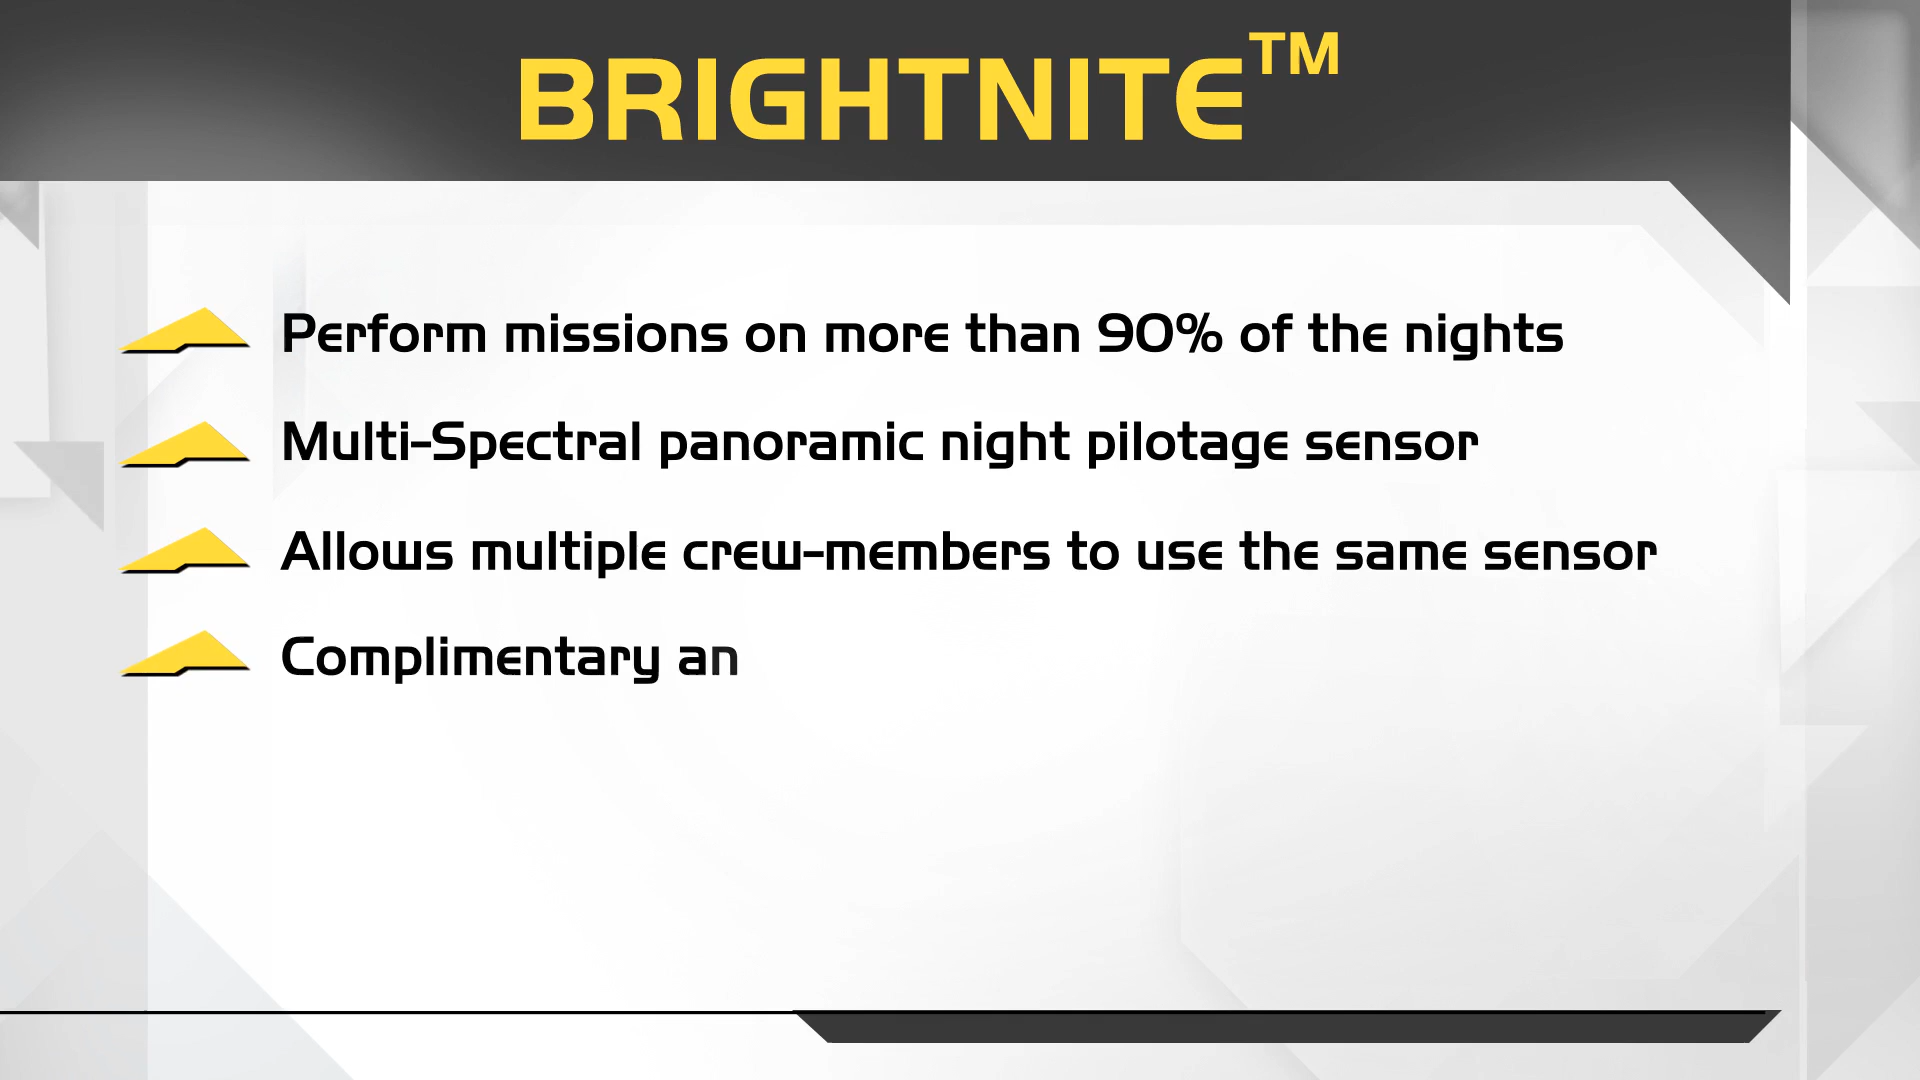 BRIGHTNITE™
Perform missions on more than 90% of the nights
Multi-Spectral panoramic night pilotage sensor
Allows multiple crew-members to use the same sensor
Complimentary an